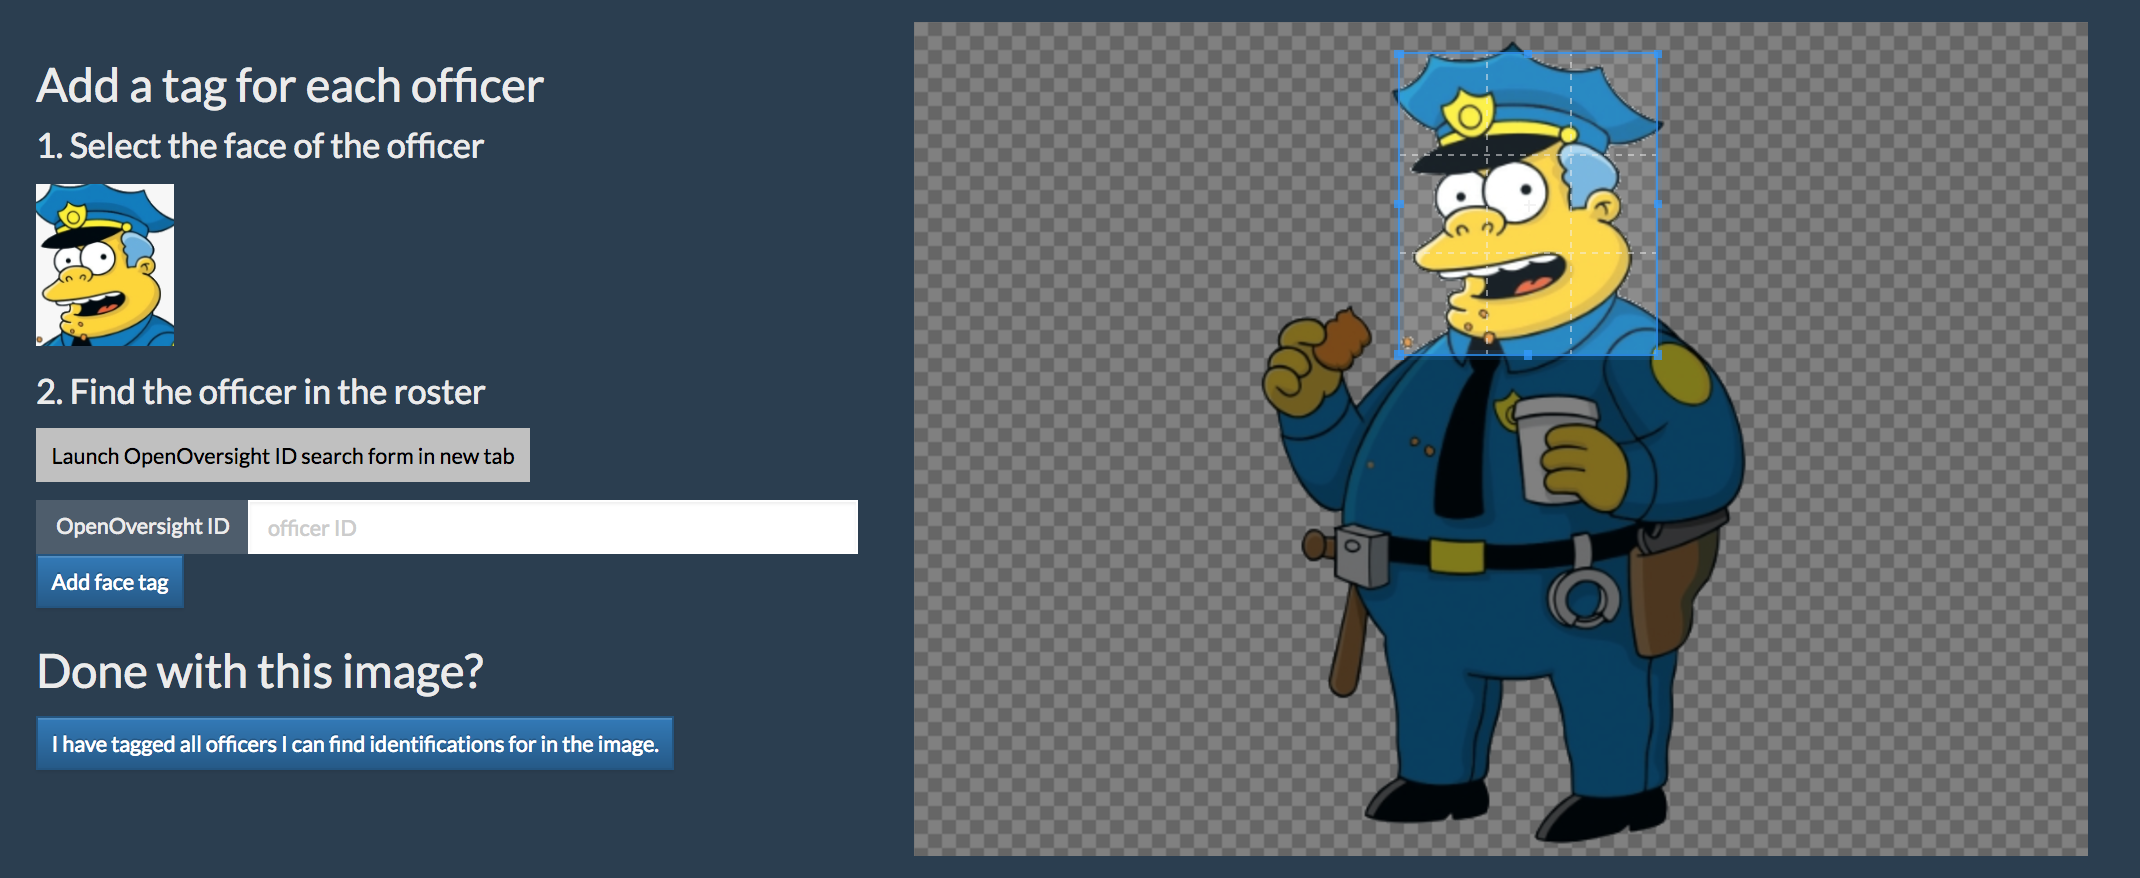 Add a tag for each officer
1. Select the face of the officer
2. Find the officer in the roster
Launch OpenOversight ID search form in new tab
OpenOversight ID officer ID
Add face tag
Done with this image?
I have tagged all officers I can find identifications for in the image.